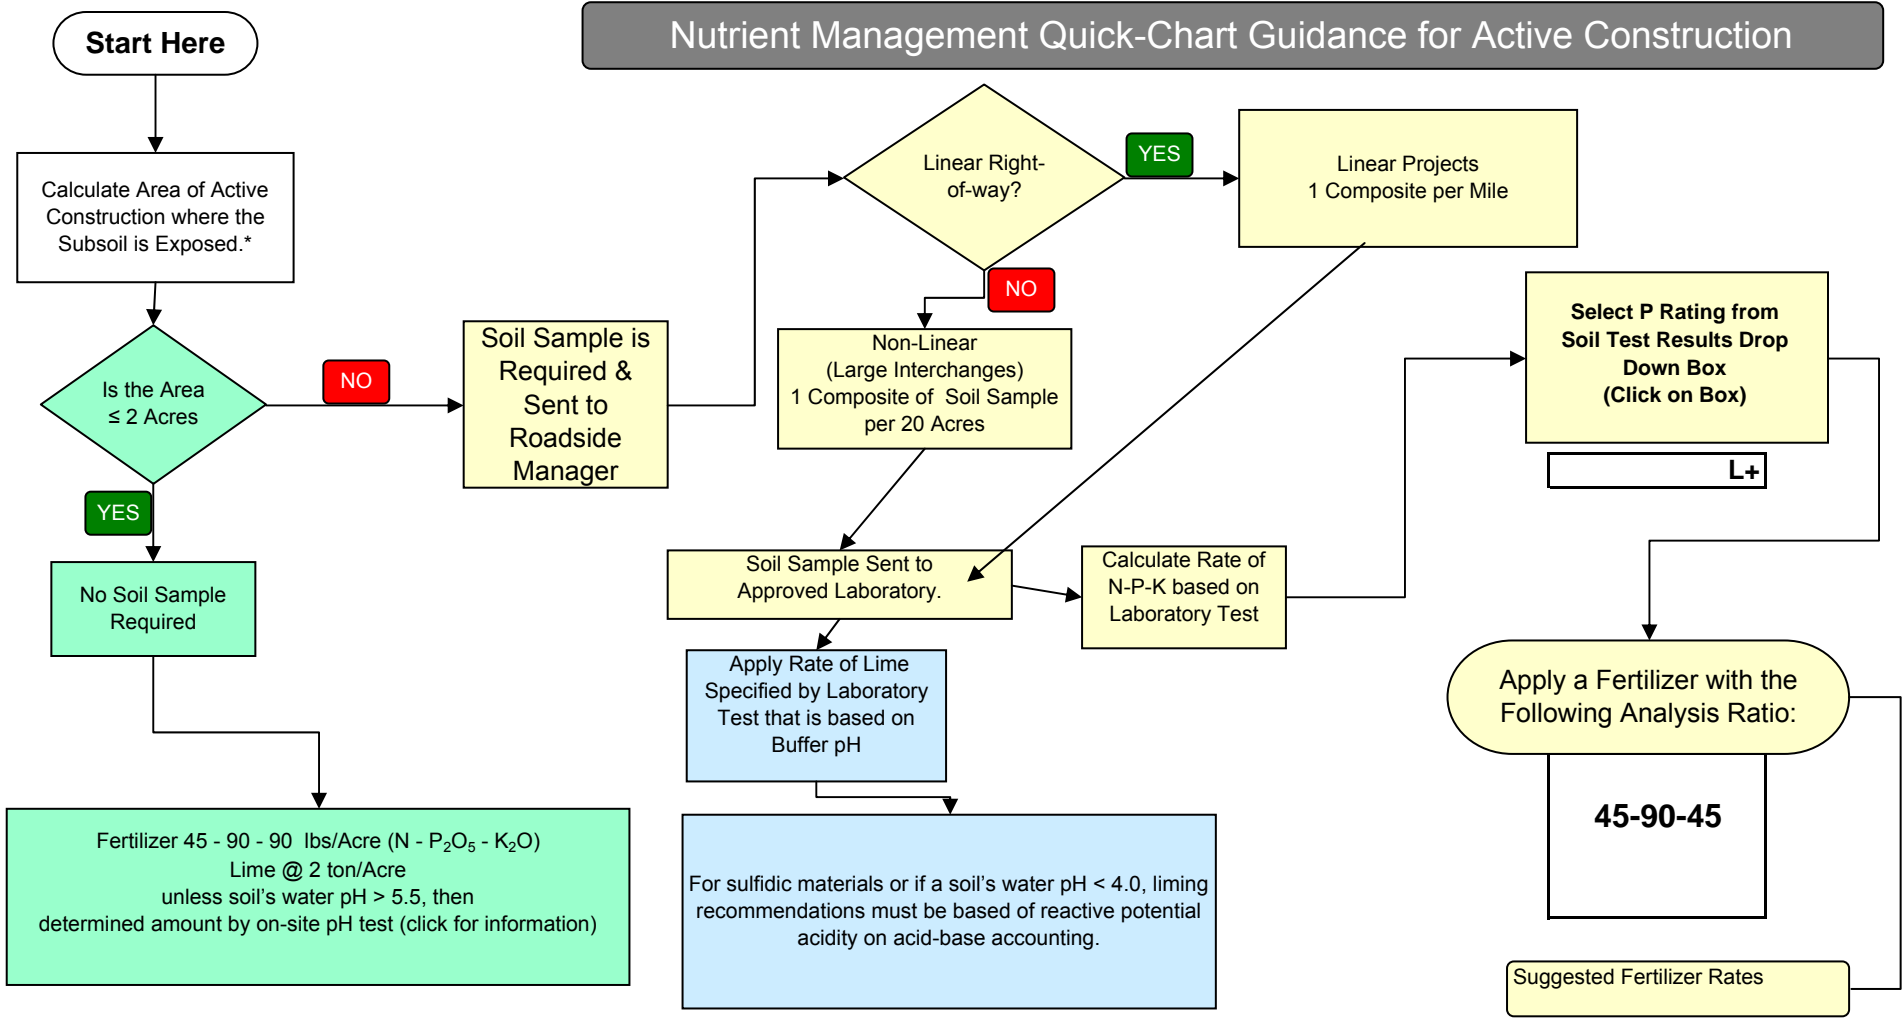 Nutrient Management Quick-Chart Guidance for Active Construction
Start Here
Calculate Area of Active
Construction where the
Subsoil is Exposed.*
Is the Area
≤ 2 Acres
NO
YES
No Soil Sample
Required
Fertilizer 45 - 90 - 90 lbs/Acre (N - P₂O₅ - K₂O)
Lime @ 2 ton/Acre
unless soil's water pH > 5.5, then
determined amount by on-site pH test (click for information)
Soil Sample is
Required &
Sent to
Roadside
Manager
Linear Right-
of-way?
YES
NO
Linear Projects
1 Composite per Mile
Non-Linear
(Large Interchanges)
1 Composite of Soil Sample
per 20 Acres
Soil Sample Sent to
Approved Laboratory.
Apply Rate of Lime
Specified by Laboratory
Test that is based on
Buffer pH
For sulfidic materials or if a soil's water pH < 4.0, liming
recommendations must be based of reactive potential
acidity on acid-base accounting.
Calculate Rate of
N-P-K based on
Laboratory Test
Select P Rating from
Soil Test Results Drop
Down Box
(Click on Box)
L+
Apply a Fertilizer with the
Following Analysis Ratio:
45-90-45
Suggested Fertilizer Rates